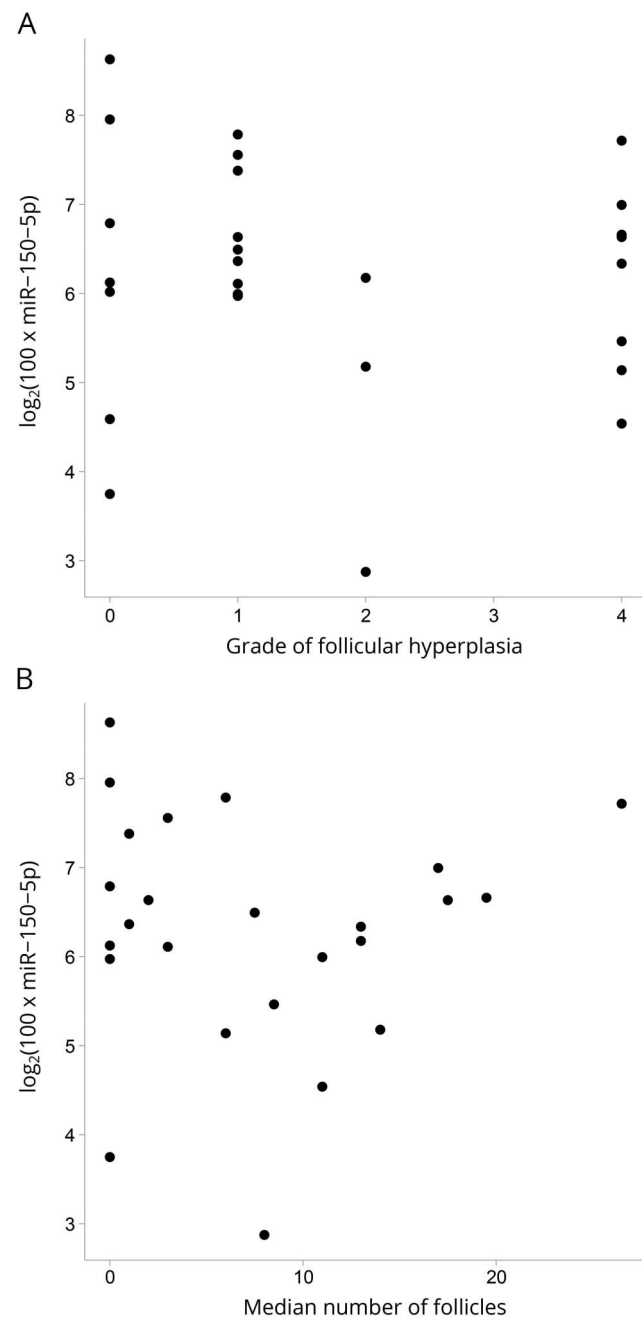 A
log₂(100 x miR−150−5p)
8
7
6
5
4
3
0 1 2 3 4
Grade of follicular hyperplasia
B
log₂(100 x miR−150−5p)
8
7
6
5
4
3
0 10 20
Median number of follicles